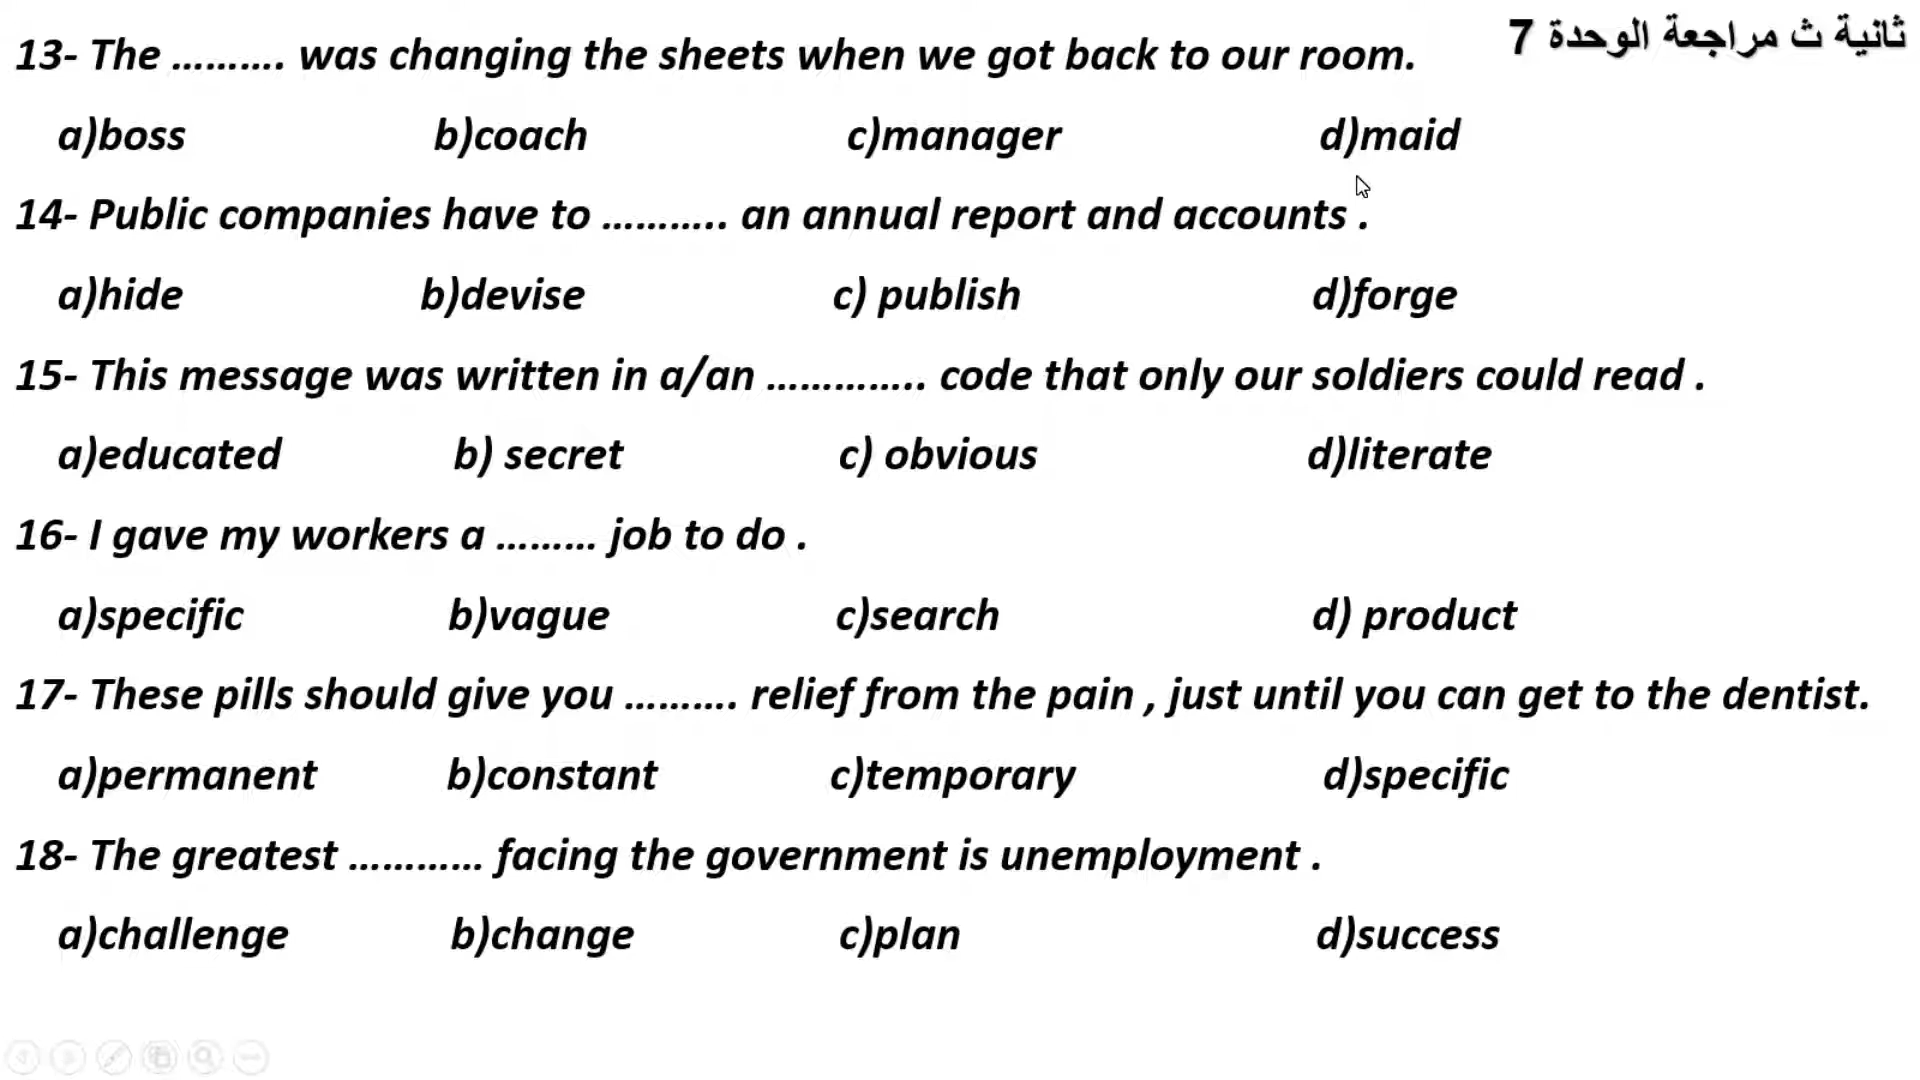 ثانية ث مراجعة الوحدة 7
13- The .......... was changing the sheets when we got back to our room.
a)boss b)coach c)manager d)maid
14- Public companies have to ........... an annual report and accounts .
a)hide b)devise c) publish d)forge
15- This message was written in a/an .............. code that only our soldiers could read .
a)educated b) secret c) obvious d)literate
16- I gave my workers a ......... job to do .
a)specific b)vague c)search d) product
17- These pills should give you .......... relief from the pain , just until you can get to the dentist.
a)permanent b)constant c)temporary d)specific
18- The greatest ............ facing the government is unemployment .
a)challenge b)change c)plan d)success